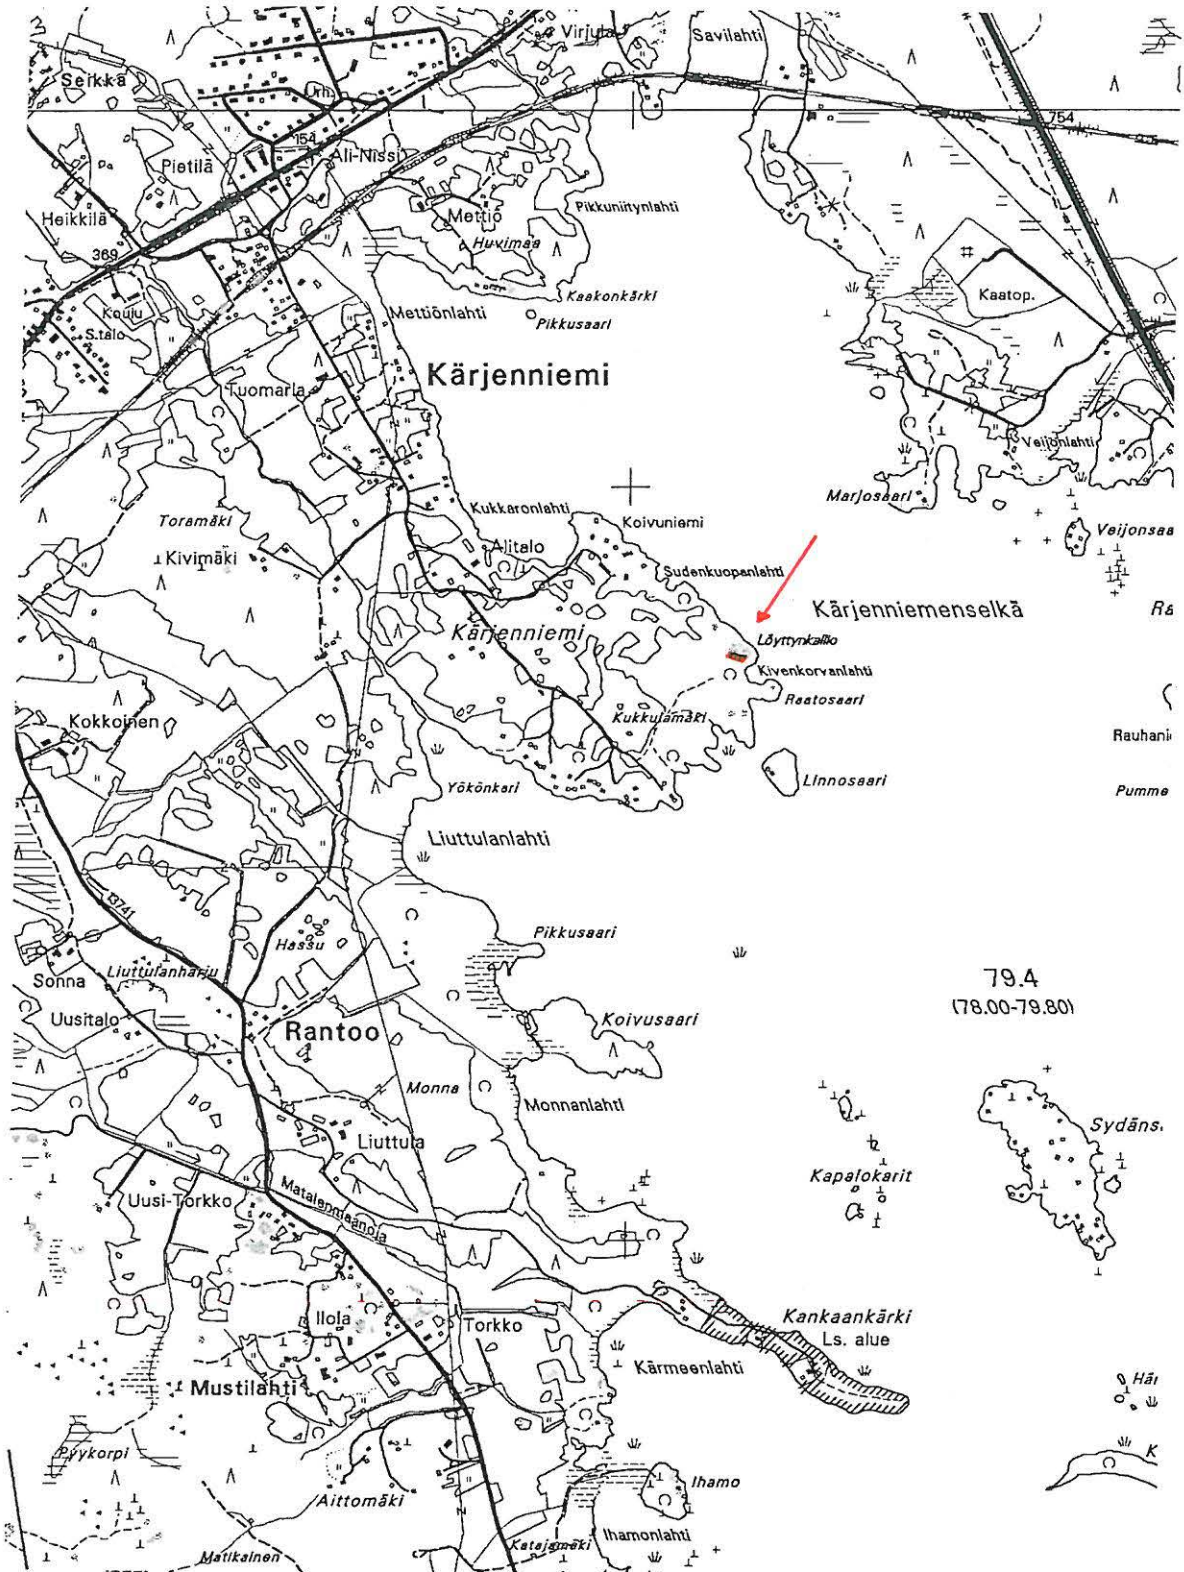 Virjula
Savilahti
Seikka
Urh.
754
154
Ali-Nissi
Pietilä
Heikkilä
Mettiö
Pikkuniitynlahti
Huvimaa
369
Kaakonkärki
Kaatop.
Koulu
S.talo
Mettiönlahti
Pikkusaari
Kärjenniemi
Tuomarla
Veijonlahti
Marjosaari
Kukkaronlahti
Koivuniemi
Toramäki
Veijonsaa
Alitalo
Kivimäki
Sudenkuopanlahti
Kärjenniemenselkä
Kärjenniemi
Löyttynkallio
Kivenkorvanlahti
Raatosaari
Kokkoinen
Kukkulamäki
Rauhani
Linnosaari
Yökönkari
Pumme
Liuttulanlahti
13741
Pikkusaari
Hassu
Liuttulanharju
Sonna
79.4
(78.00-79.80)
Uusitalo
Rantoo
Koivusaari
Monna
Monnanlahti
Sydäns
Liuttula
Kapalokarit
Uusi-Torkko
Matalenmaanoja
Kankaankärki
Ls. alue
Ilola
Torkko
Kärmeenlahti
Mustilahti
Här
Pyykorpi
K
Aittomäki
Ihamo
Ihamonlahti
Katajamäki
Matikainen